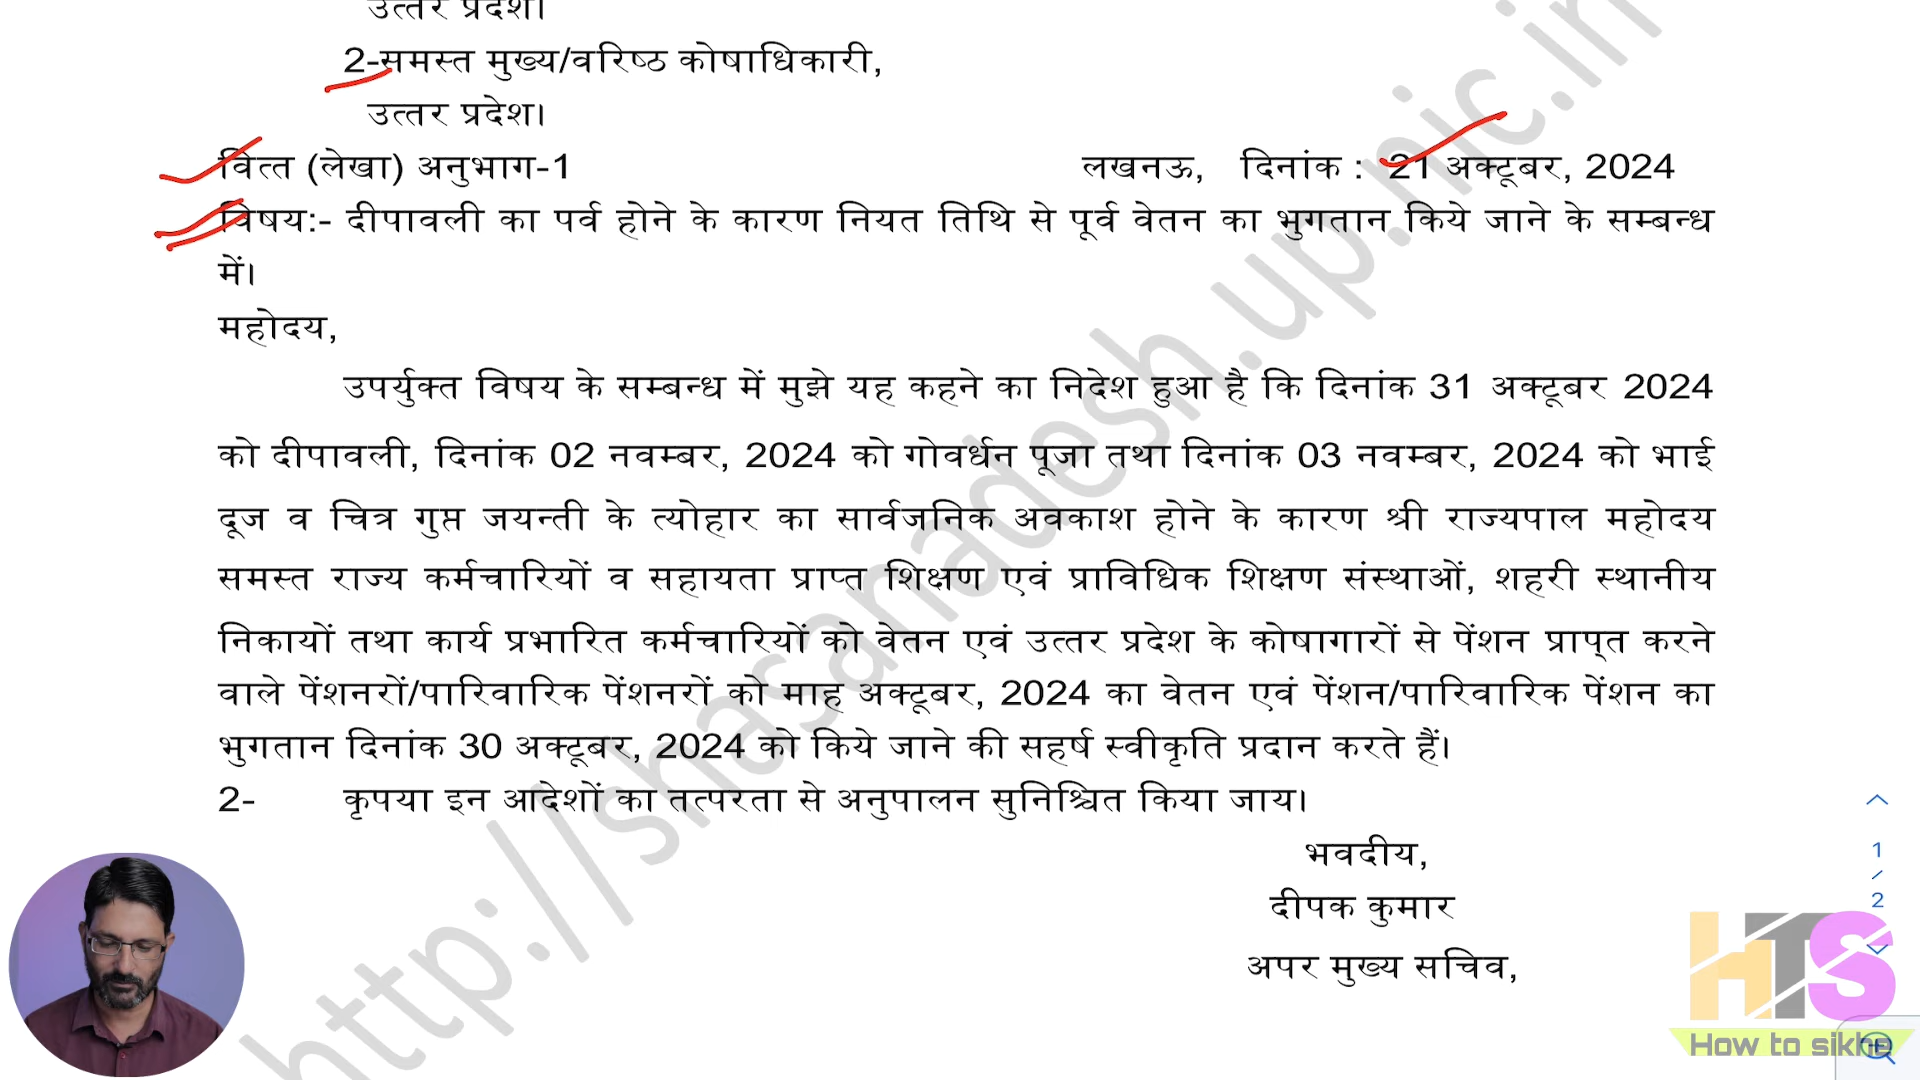 उत्तर प्रदेश।
2-समस्त मुख्य/वरिष्ठ कोषाधिकारी,
उत्तर प्रदेश।
वित्त (लेखा) अनुभाग-1 लखनऊ, दिनांक : 21 अक्टूबर, 2024
विषय:- दीपावली का पर्व होने के कारण नियत तिथि से पूर्व वेतन का भुगतान किये जाने के सम्बन्ध
में।
महोदय,
उपर्युक्त विषय के सम्बन्ध में मुझे यह कहने का निदेश हुआ है कि दिनांक 31 अक्टूबर 2024
को दीपावली, दिनांक 02 नवम्बर, 2024 को गोवर्धन पूजा तथा दिनांक 03 नवम्बर, 2024 को भाई
दूज व चित्र गुप्त जयन्ती के त्योहार का सार्वजनिक अवकाश होने के कारण श्री राज्यपाल महोदय
समस्त राज्य कर्मचारियों व सहायता प्राप्त शिक्षण एवं प्राविधिक शिक्षण संस्थाओं, शहरी स्थानीय
निकायों तथा कार्य प्रभारित कर्मचारियों को वेतन एवं उत्तर प्रदेश के कोषागारों से पेंशन प्राप्‌त करने
वाले पेंशनरों/पारिवारिक पेंशनरों को माह अक्टूबर, 2024 का वेतन एवं पेंशन/पारिवारिक पेंशन का
भुगतान दिनांक 30 अक्टूबर, 2024 को किये जाने की सहर्ष स्वीकृति प्रदान करते हैं।
2- कृपया इन आदेशों का तत्परता से अनुपालन सुनिश्चित किया जाय।
भवदीय,
दीपक कुमार
अपर मुख्य सचिव,
http://shasanadesh.up.nic.in
1
/
2
HTS
How to sikhe